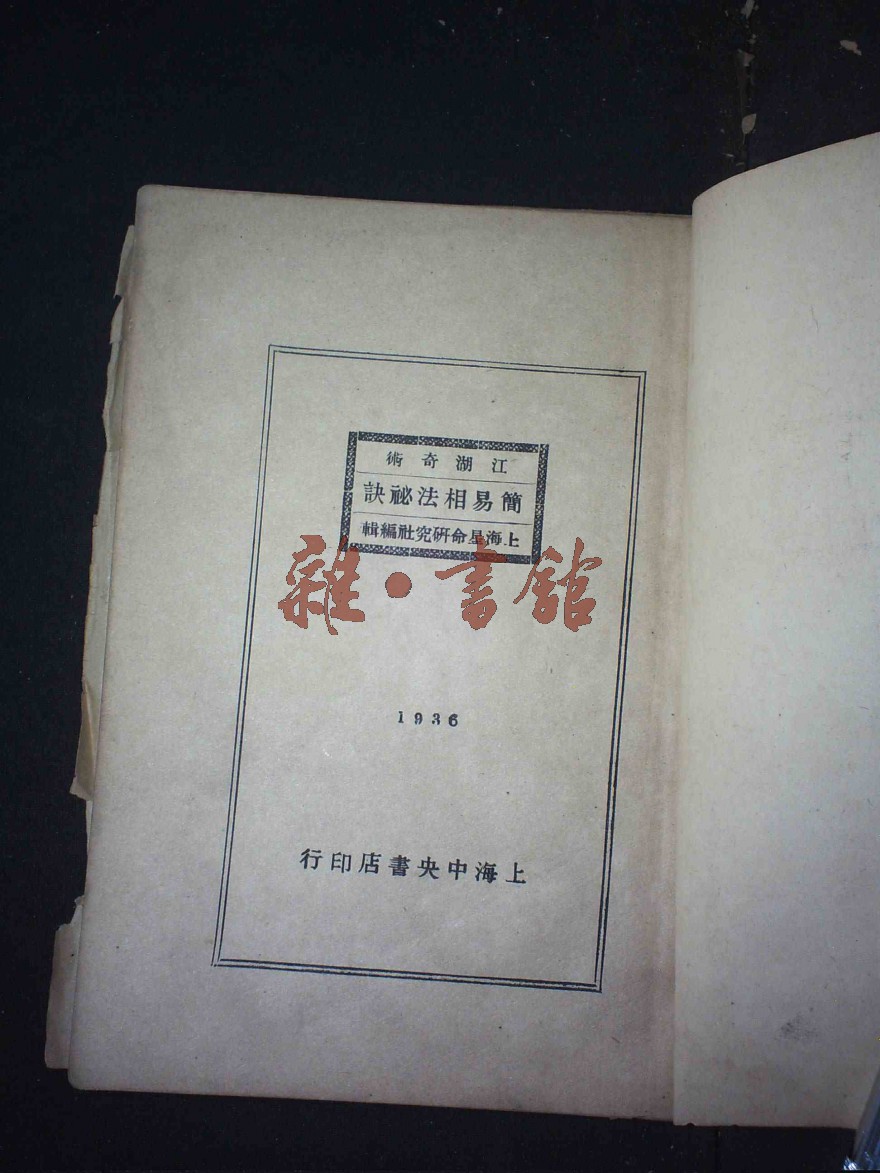 江湖奇術
簡易相法祕訣
上海星命硏究社編輯
雜·書館
1936
上海中央書店印行